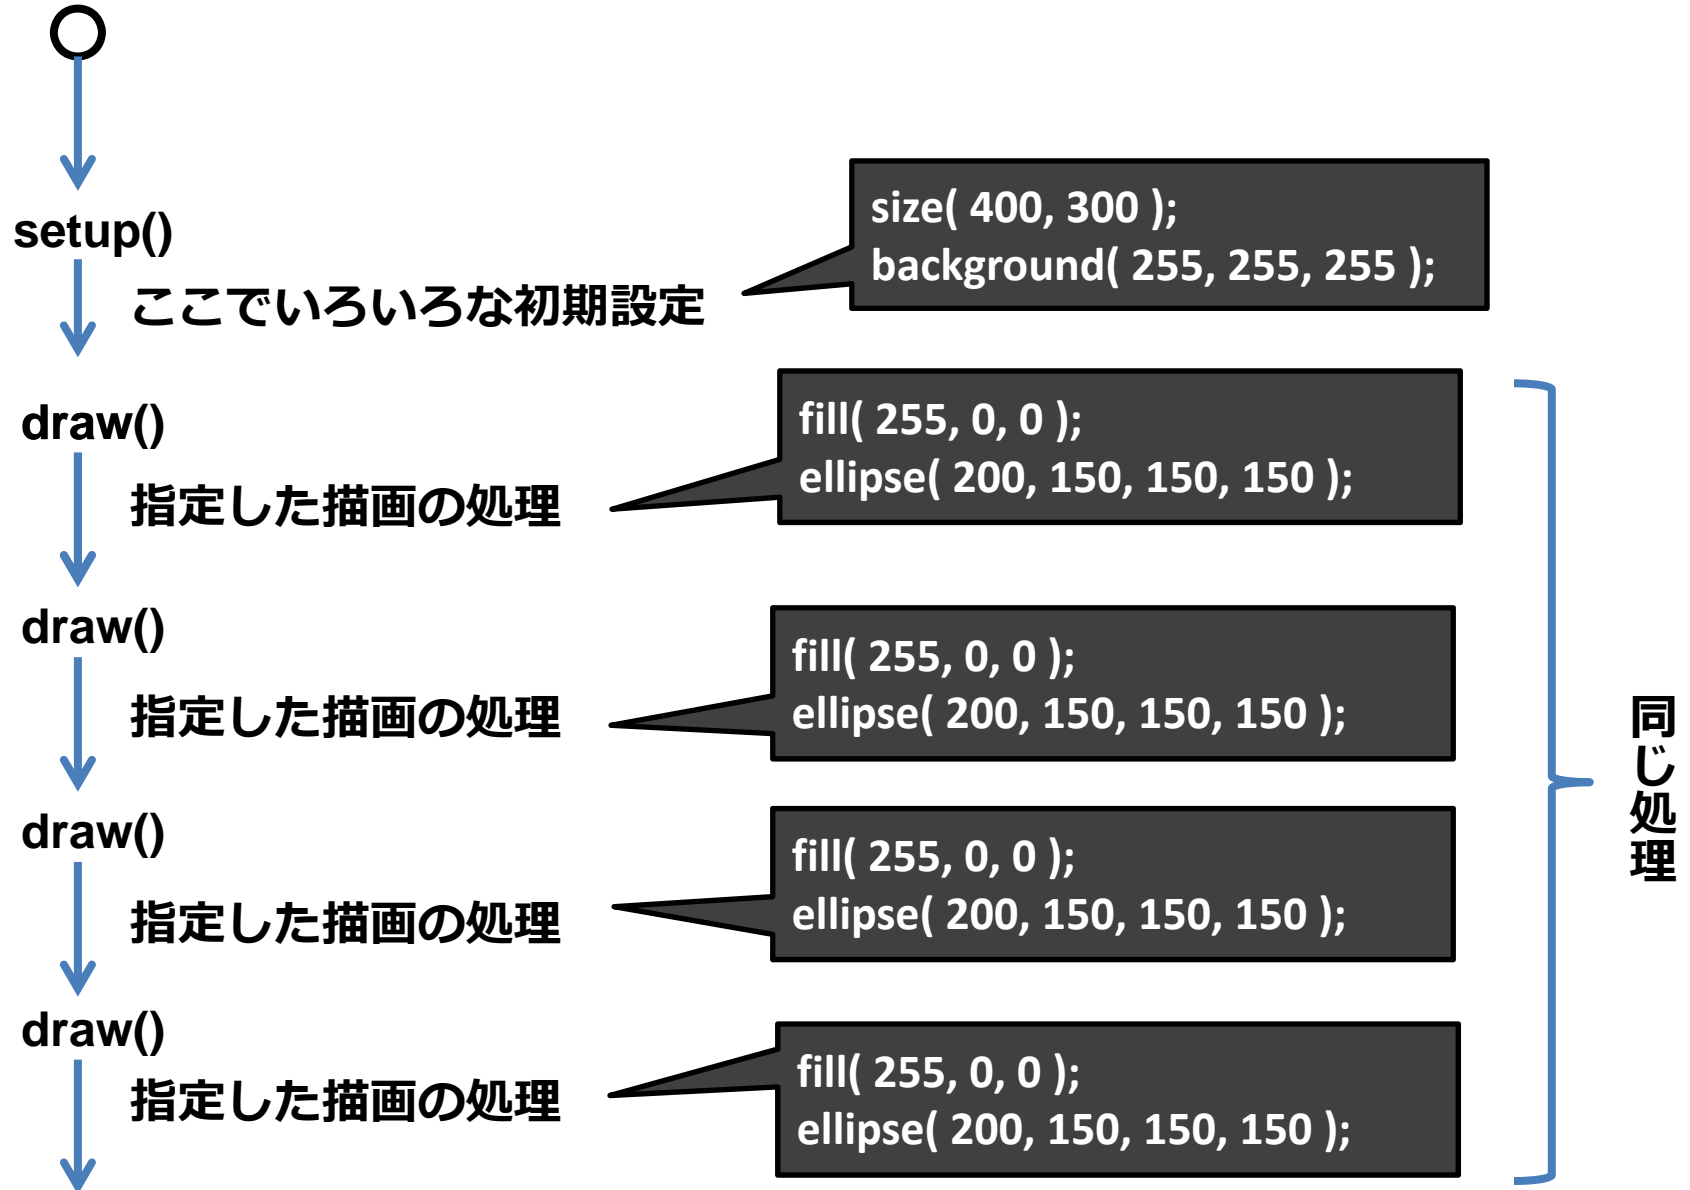 setup()
ここでいろいろな初期設定
size( 400, 300 );
background( 255, 255, 255 );
draw()
指定した描画の処理
fill( 255, 0, 0 );
ellipse( 200, 150, 150, 150 );
draw()
指定した描画の処理
fill( 255, 0, 0 );
ellipse( 200, 150, 150, 150 );
draw()
指定した描画の処理
fill( 255, 0, 0 );
ellipse( 200, 150, 150, 150 );
draw()
指定した描画の処理
fill( 255, 0, 0 );
ellipse( 200, 150, 150, 150 );
同じ処理